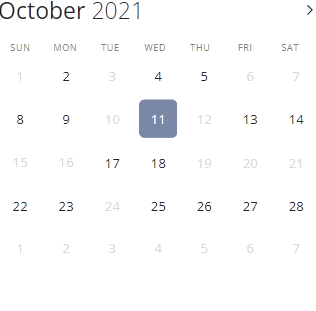 October 2021
SUN MON TUE WED THU FRI SAT
1 2 3 4 5 6 7
8 9 10 11 12 13 14
15 16 17 18 19 20 21
22 23 24 25 26 27 28
1 2 3 4 5 6 7